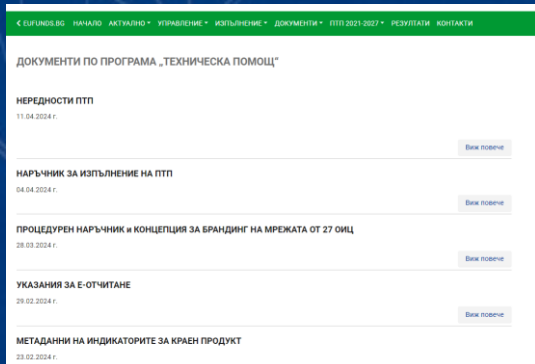 EUFUNDS.BG НАЧАЛО АКТУАЛНО УПРАВЛЕНИЕ ИЗПЪЛНЕНИЕ ДОКУМЕНТИ ПТП 2021-2027 РЕЗУЛТАТИ КОНТАКТИ
ДОКУМЕНТИ ПО ПРОГРАМА „ТЕХНИЧЕСКА ПОМОЩ“
НЕРЕДНОСТИ ПТП
11.04.2024 г.
Виж повече
НАРЪЧНИК ЗА ИЗПЪЛНЕНИЕ НА ПТП
04.04.2024 г.
Виж повече
ПРОЦЕДУРЕН НАРЪЧНИК и КОНЦЕПЦИЯ ЗА БРАНДИНГ НА МРЕЖАТА ОТ 27 ОИЦ
28.03.2024 г.
Виж повече
УКАЗАНИЯ ЗА Е-ОТЧИТАНЕ
29.02.2024 г.
Виж повече
МЕТАДАННИ НА ИНДИКАТОРИТЕ ЗА КРАЕН ПРОДУКТ
23.02.2024 г.